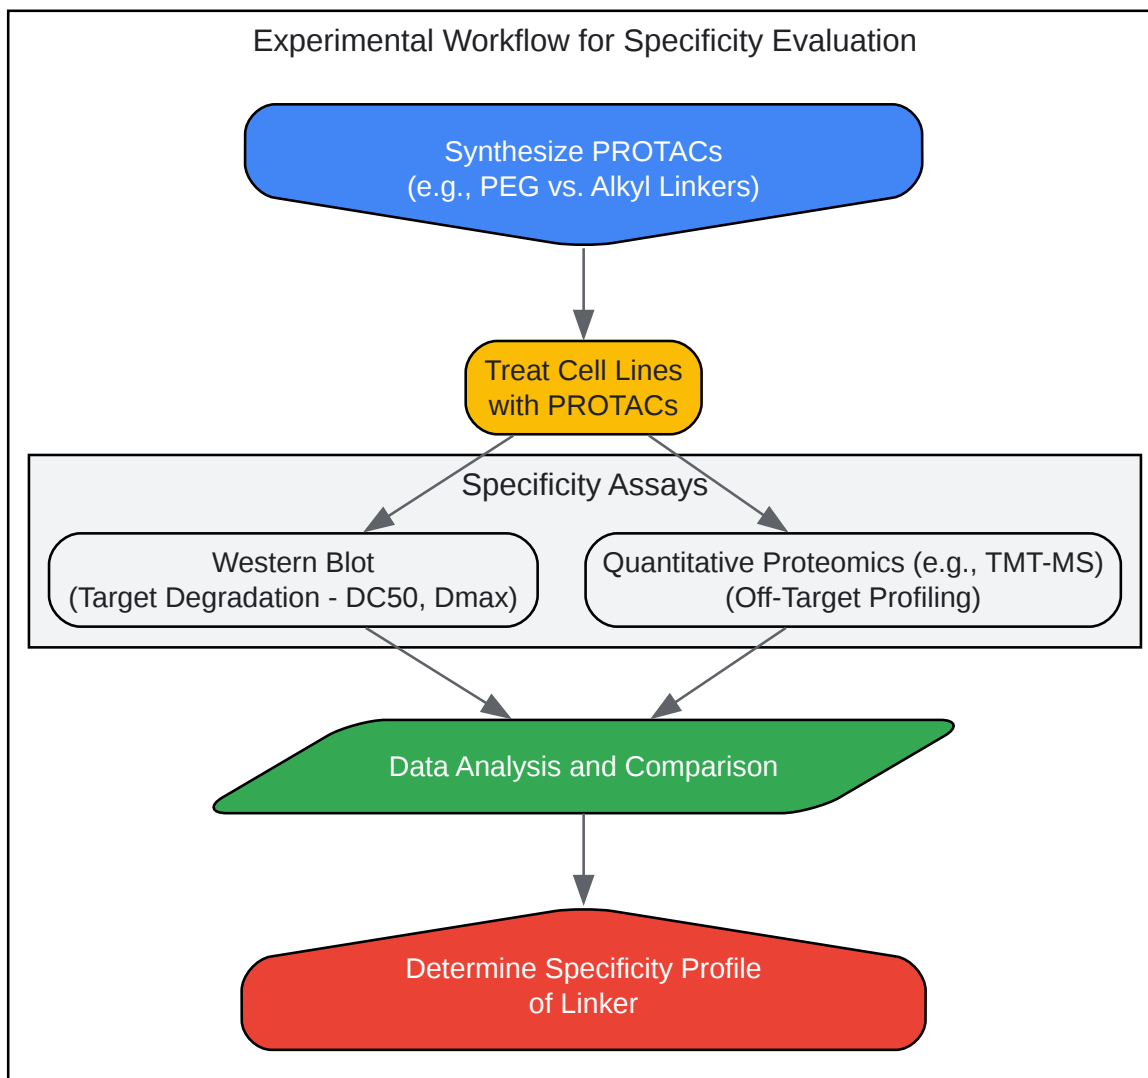 Experimental Workflow for Specificity Evaluation
Synthesize PROTACs
(e.g., PEG vs. Alkyl Linkers)
Treat Cell Lines
with PROTACs
Specificity Assays
Western Blot
(Target Degradation - DC50, Dmax)
Quantitative Proteomics (e.g., TMT-MS)
(Off-Target Profiling)
Data Analysis and Comparison
Determine Specificity Profile
of Linker